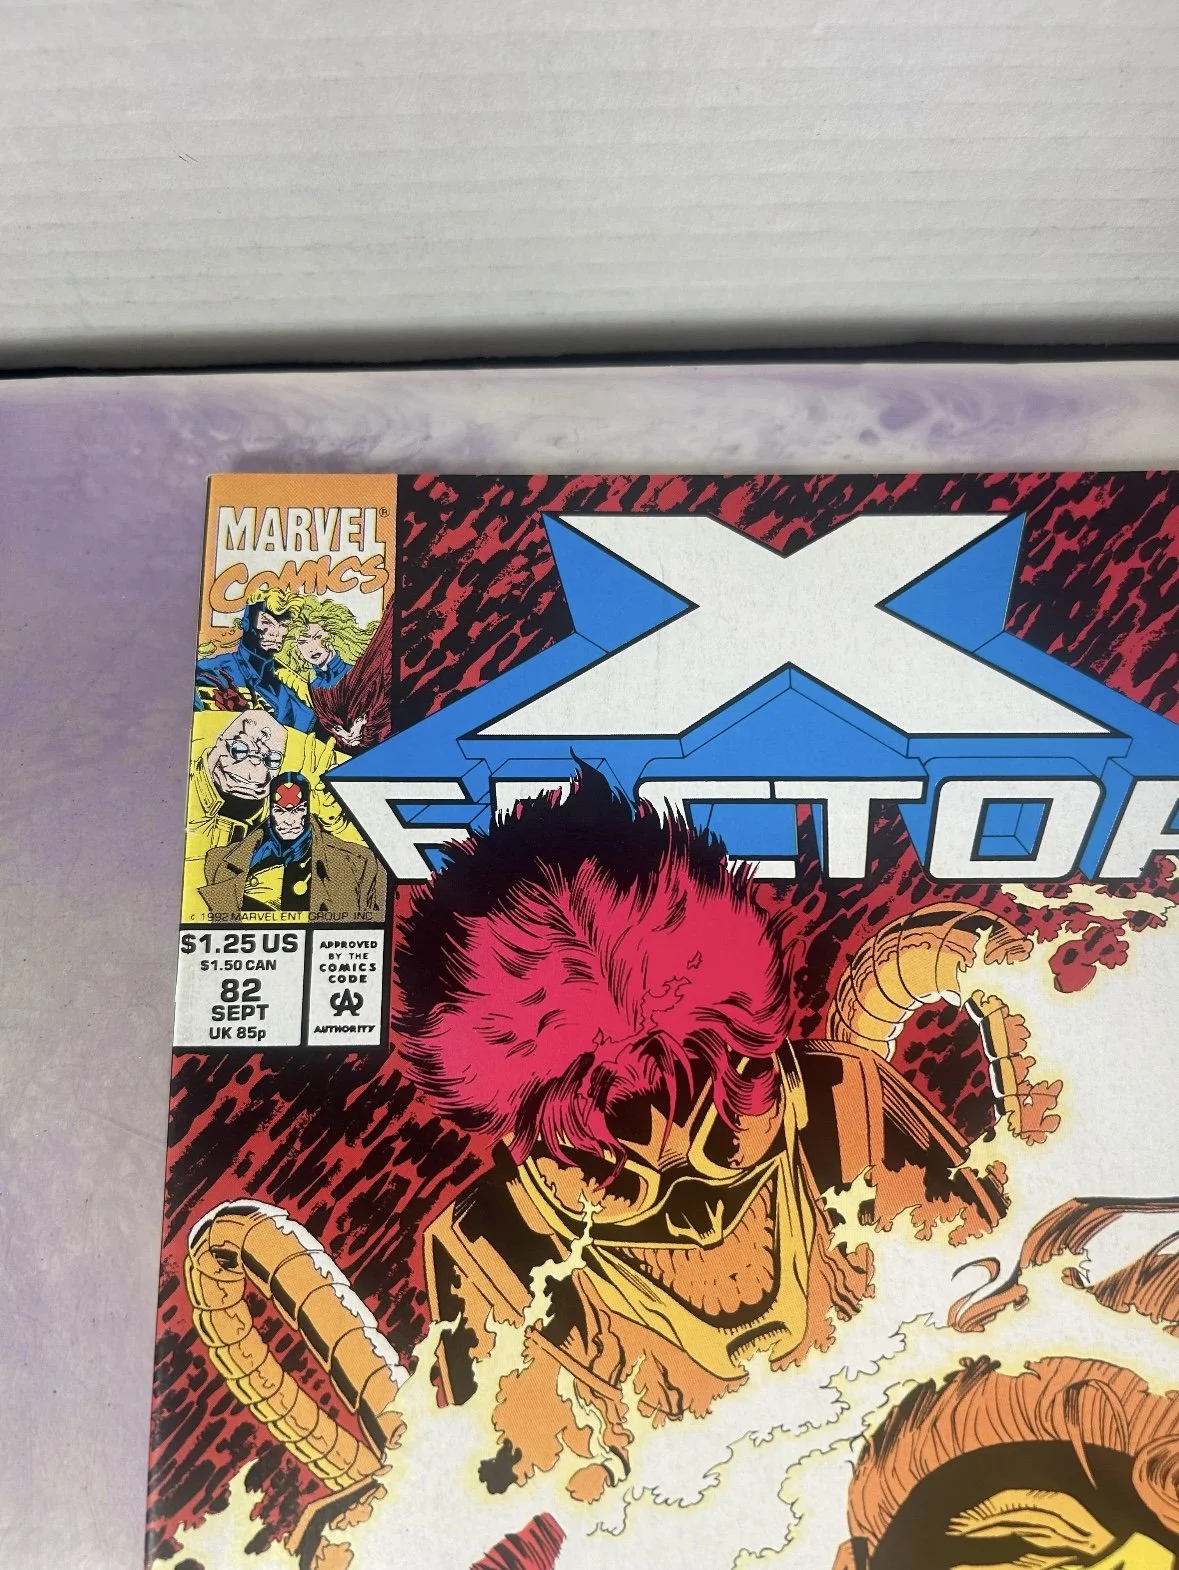 MARVEL®
COMICS
X
FACTOR
© 1992 MARVEL ENT GROUP INC
$1.25 US
$1.50 CAN
82
SEPT
UK 85p
APPROVED
BY THE
COMICS
CODE
CA
AUTHORITY